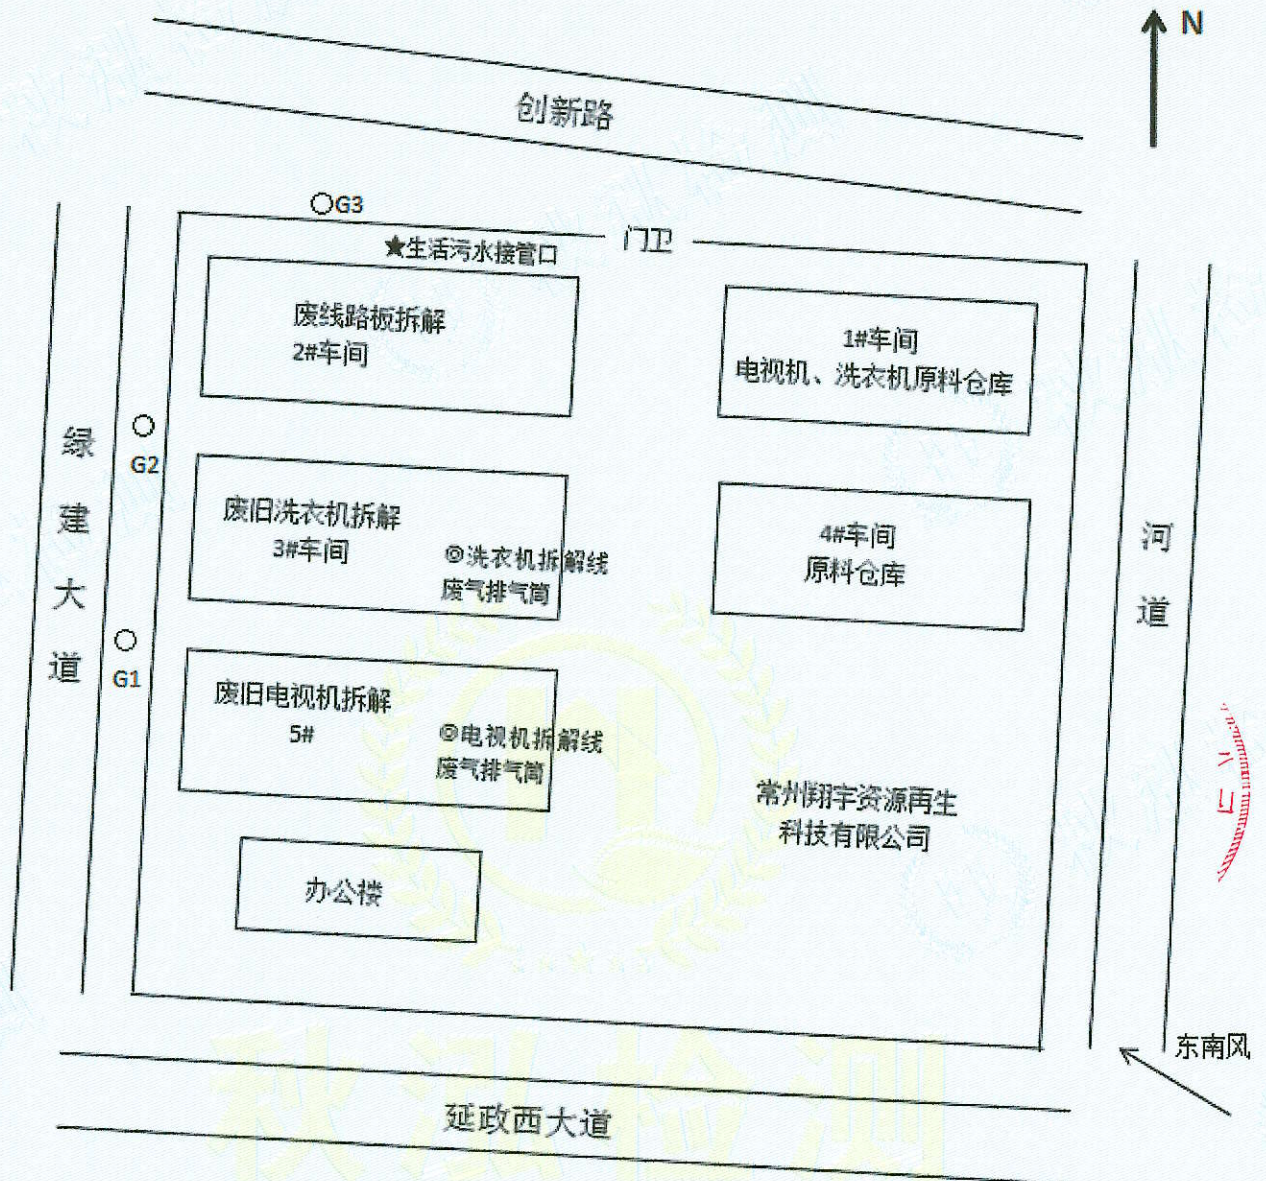 N
创新路
G3
门卫
★生活污水接管口
废线路板拆解
2#车间
1#车间
电视机、洗衣机原料仓库
G2
绿建大道
废旧洗衣机拆解
3#车间
◎洗衣机拆解线
废气排气筒
4#车间
原料仓库
河道
G1
废旧电视机拆解
5#
◎电视机拆解线
废气排气筒
常州翔宇资源再生
科技有限公司
办公楼
东南风
延政西大道
秋泓检测